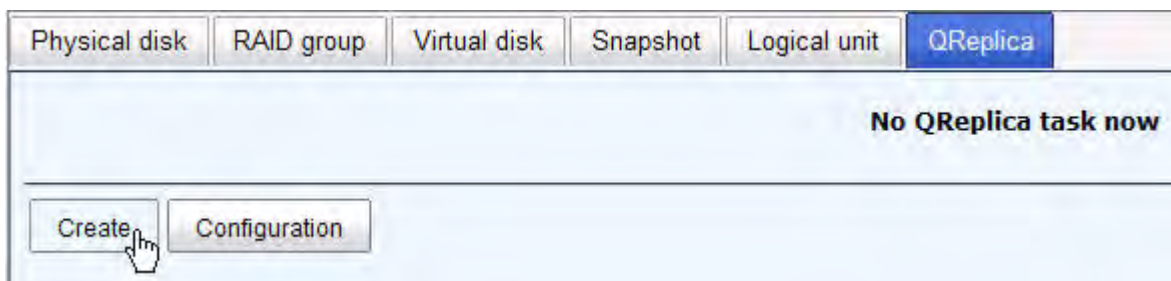 Physical disk RAID group Virtual disk Snapshot Logical unit QReplica
No QReplica task now
Create Configuration